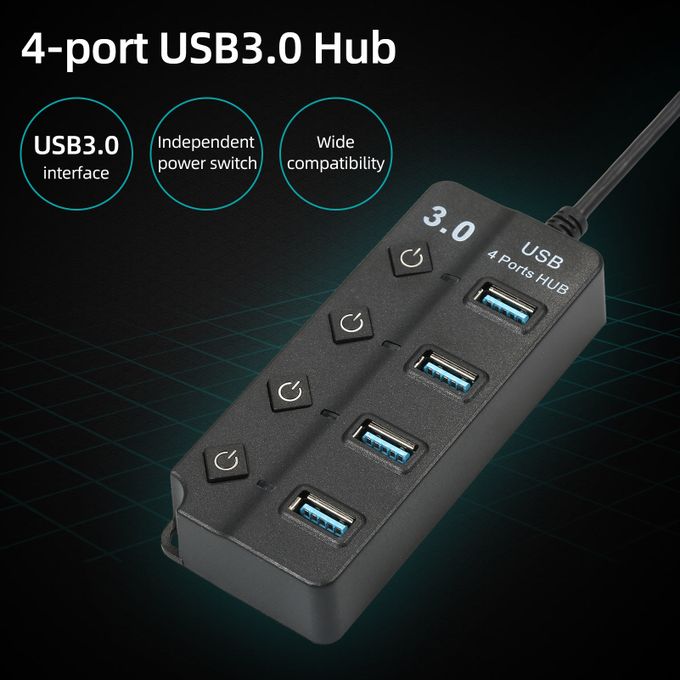 4-port USB3.0 Hub
USB3.0
interface
Independent
power switch
Wide
compatibility
3.0
USB
4 Ports HUB